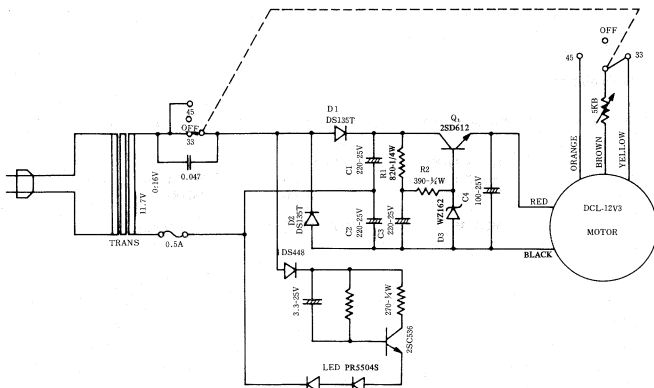 OFF
45
33
5KB
ORANGE
BROWN
YELLOW
45
OFF
33
0.047
D1
DS135T
Q1
2SD612
0.16V
11.7V
TRANS
0.5A
C1
220-25V
R1
820-1/4W
R2
390-¼W
WZ162
C4
100-25V
RED
DCL-12V3
MOTOR
D2
DS135T
C2
220-25V
C3
220-25V
D3
BLACK
DS448
3.3-25V
270-¼W
2SC536
LED PR5504S